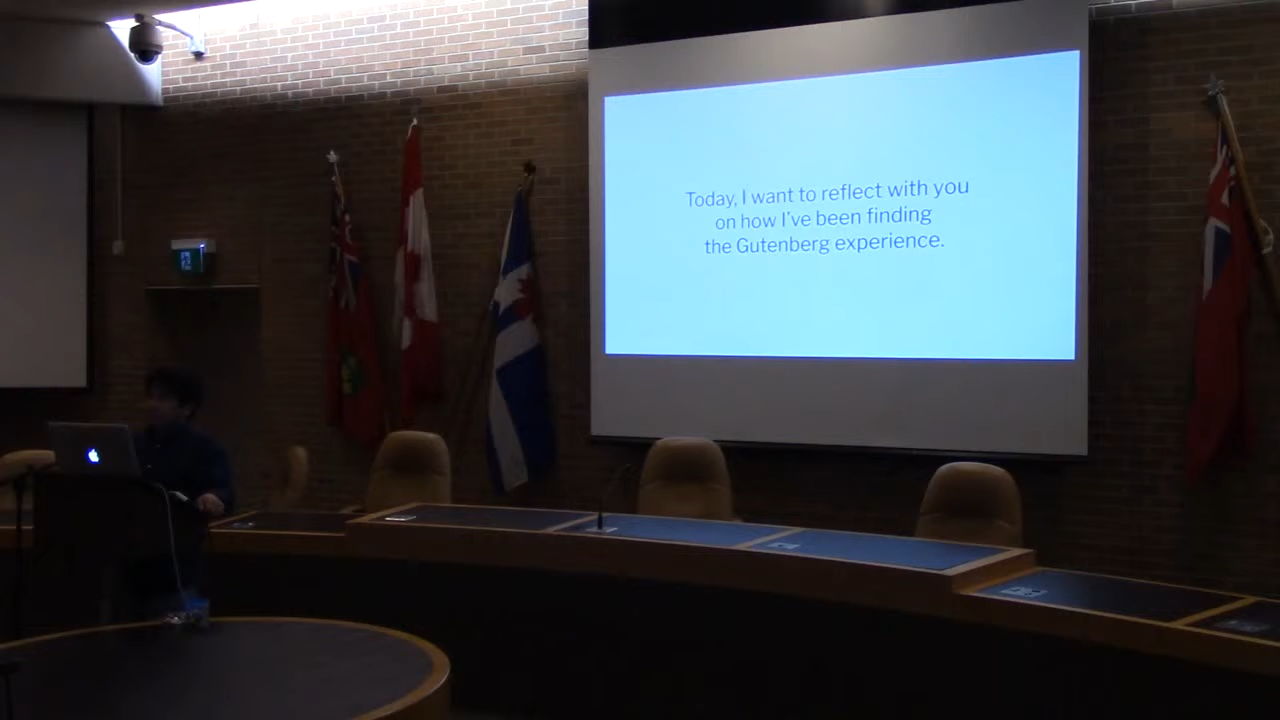 Today, I want to reflect with you
on how I've been finding
the Gutenberg experience.